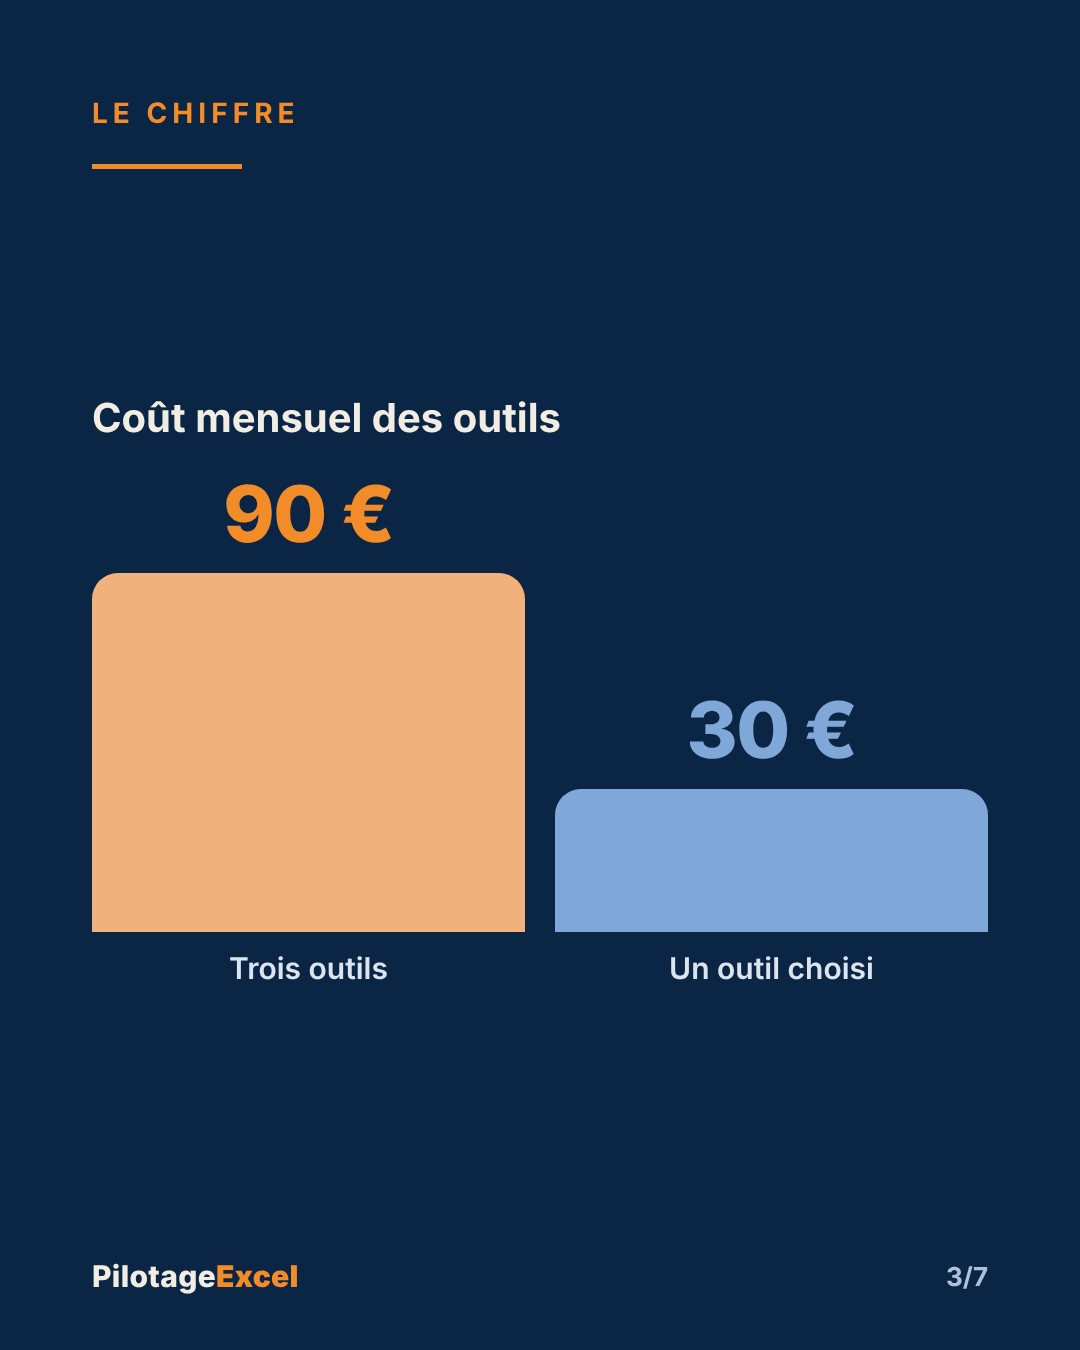 LE CHIFFRE
Coût mensuel des outils
90 €
30 €
Trois outils
Un outil choisi
PilotageExcel
3/7